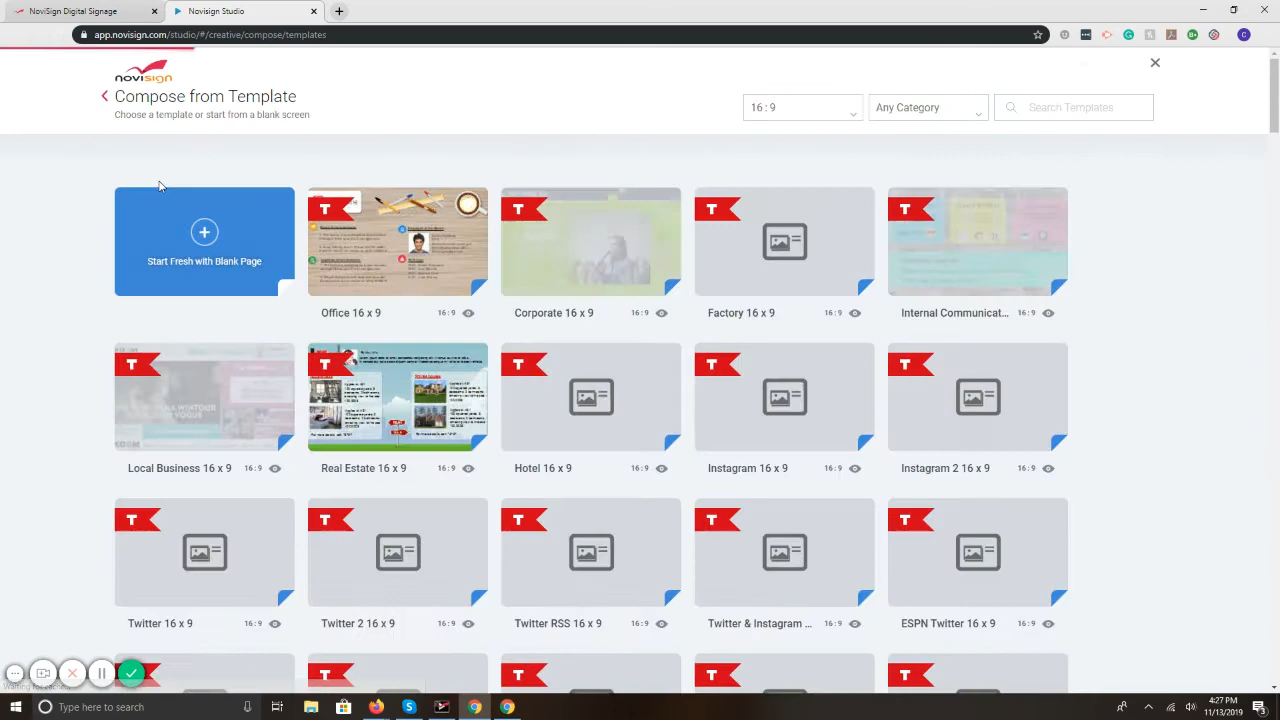 NoviSign Digital Signage
Novisign Studio
app.novisign.com/studio/#/creative/compose/templates
novisign
Compose from Template
Choose a template or start from a blank screen
16 : 9
Any Category
Search Templates
Start Fresh with Blank Page
T
T
T
T
Office 16 x 9
16:9
Corporate 16 x 9
16:9
Factory 16 x 9
16:9
Internal Communicat...
16:9
T
T
T
T
T
Local Business 16 x 9
16:9
Real Estate 16 x 9
16:9
Hotel 16 x 9
16:9
Instagram 16 x 9
16:9
Instagram 2 16 x 9
16:9
T
T
T
T
T
Twitter 16 x 9
16:9
Twitter 2 16 x 9
16:9
Twitter RSS 16 x 9
16:9
Twitter & Instagram ...
16:9
ESPN Twitter 16 x 9
16:9
T
T
T
T
Type here to search
4:27 PM
11/13/2019